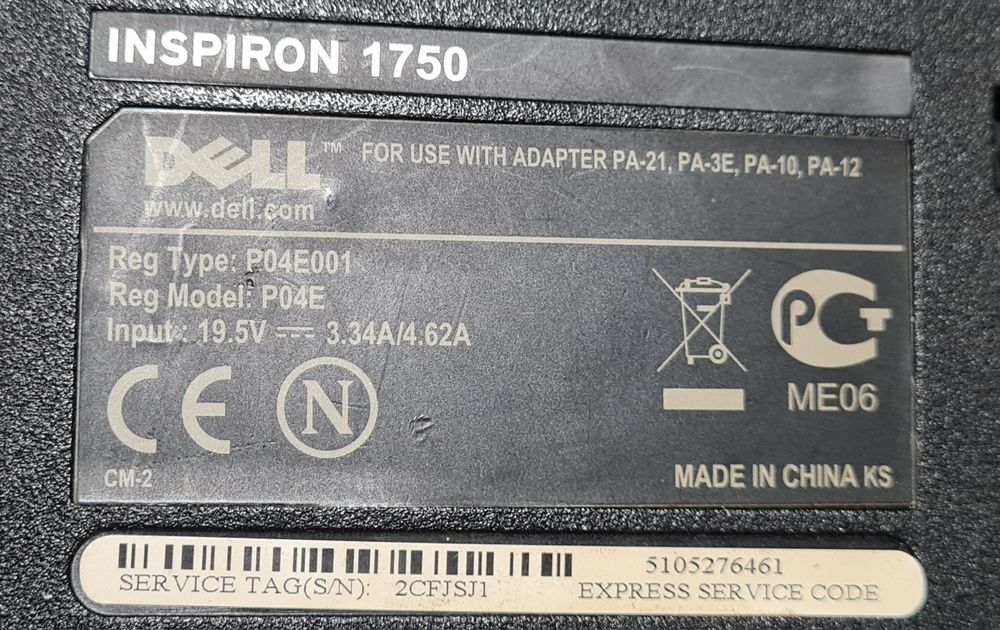 INSPIRON 1750
DELL™ FOR USE WITH ADAPTER PA-21, PA-3E, PA-10, PA-12
www.dell.com
Reg Type: P04E001
Reg Model: P04E
Input : 19.5V ⎓ 3.34A/4.62A
CE N
PCT
ME06
CM-2
MADE IN CHINA KS
5105276461
SERVICE TAG(S/N): 2CFJSJ1 EXPRESS SERVICE CODE